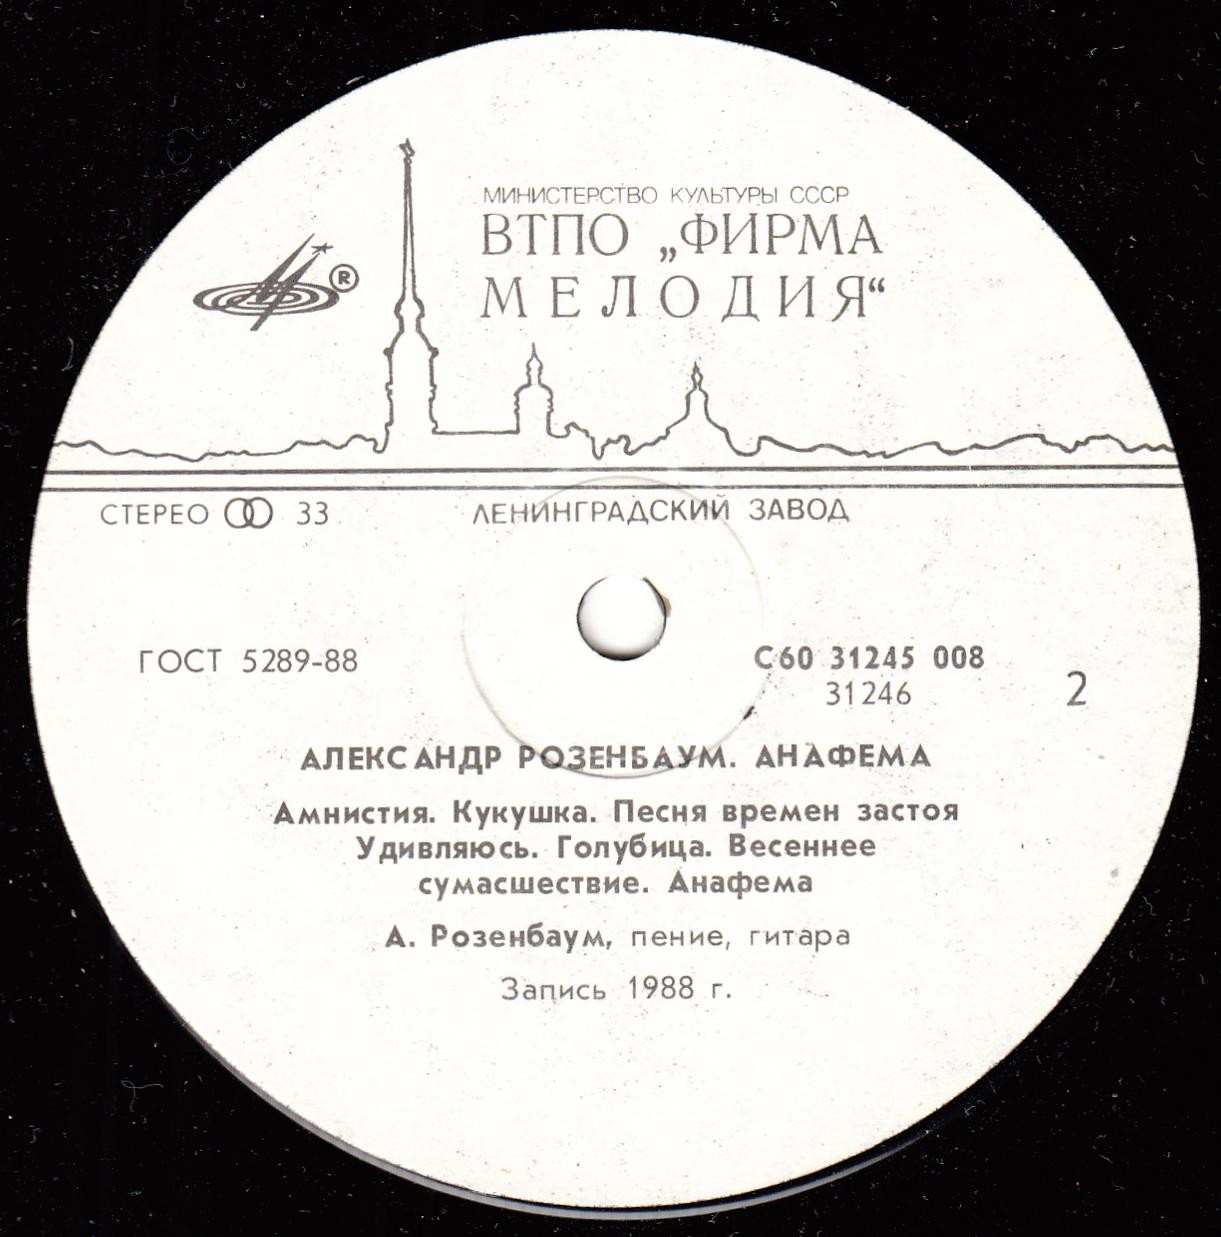 МИНИСТЕРСТВО КУЛЬТУРЫ СССР
ВТПО „ФИРМА
МЕЛОДИЯ“
®
СТЕРЕО 33
ЛЕНИНГРАДСКИЙ ЗАВОД
ГОСТ 5289-88
С60 31245 008
31246
2
АЛЕКСАНДР РОЗЕНБАУМ. АНАФЕМА
Амнистия. Кукушка. Песня времен застоя
Удивляюсь. Голубица. Весеннее
сумасшествие. Анафема
А. Розенбаум, пение, гитара
Запись 1988 г.